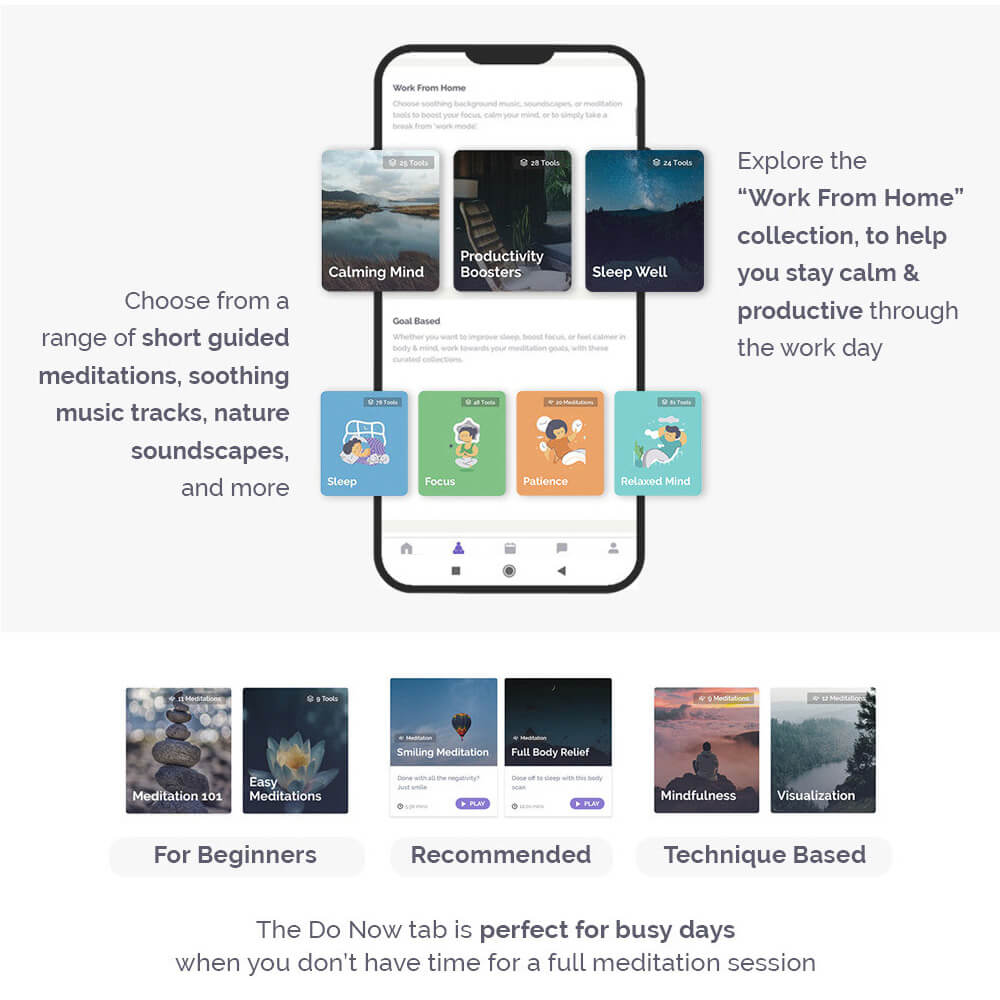 Work From Home
Choose soothing background music, soundscapes, or meditation
tools to boost your focus, calm your mind, or to simply take a
break from 'work mode'.
25 Tools
Calming Mind
28 Tools
Productivity
Boosters
24 Tools
Sleep Well
Explore the
“Work From Home”
collection, to help
you stay calm &
productive through
the work day
Choose from a
range of short guided
meditations, soothing
music tracks, nature
soundscapes,
and more
Goal Based
Whether you want to improve sleep, boost focus, or feel calmer in
body & mind, work towards your meditation goals, with these
curated collections.
78 Tools
Sleep
48 Tools
Focus
20 Meditations
Patience
81 Tools
Relaxed Mind
11 Meditations
Meditation 101
9 Tools
Easy
Meditations
Meditation
Smiling Meditation
Done with all the negativity?
Just smile
PLAY
Meditation
Full Body Relief
Dose off to sleep with this body
scan
PLAY
9 Meditations
Mindfulness
12 Meditations
Visualization
For Beginners
Recommended
Technique Based
The Do Now tab is perfect for busy days
when you don’t have time for a full meditation session